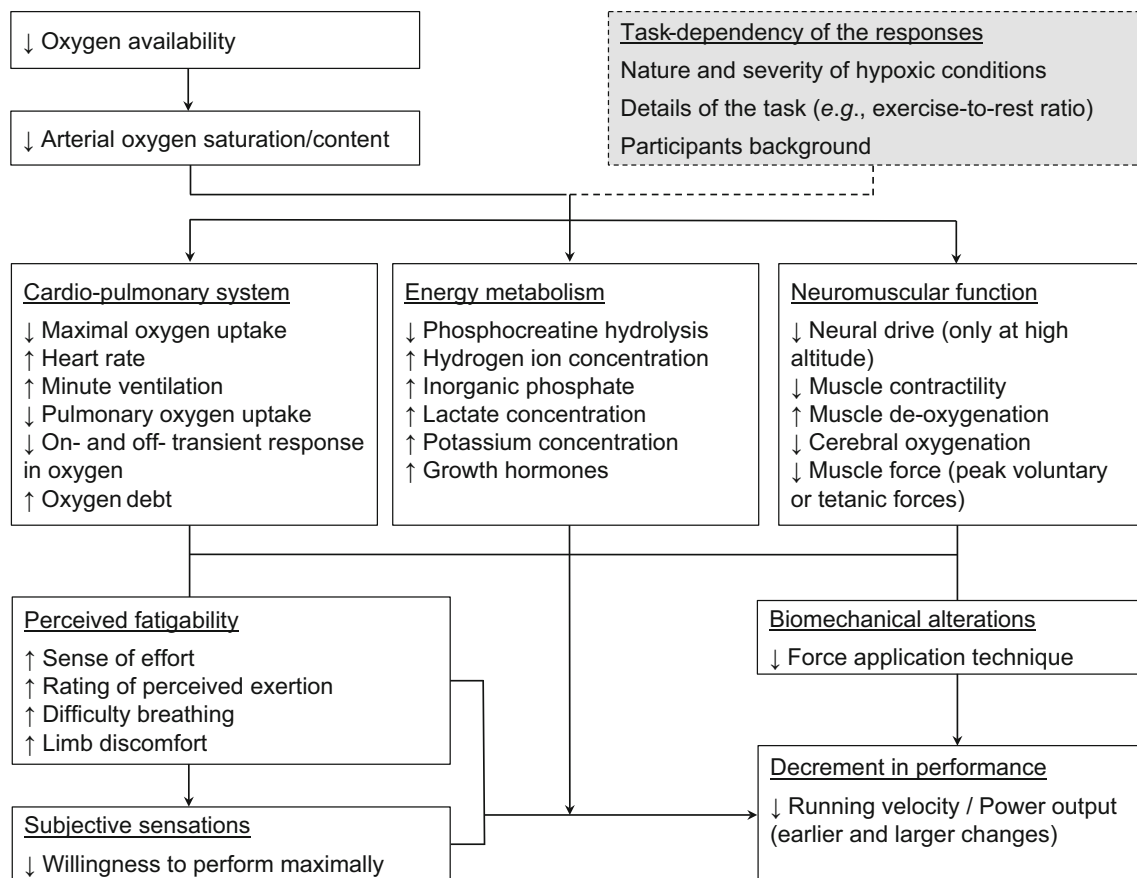 ↓ Oxygen availability
↓ Arterial oxygen saturation/content
Task-dependency of the responses
Nature and severity of hypoxic conditions
Details of the task (e.g., exercise-to-rest ratio)
Participants background
Cardio-pulmonary system
↓ Maximal oxygen uptake
↑ Heart rate
↑ Minute ventilation
↓ Pulmonary oxygen uptake
↓ On- and off- transient response
in oxygen
↑ Oxygen debt
Energy metabolism
↓ Phosphocreatine hydrolysis
↑ Hydrogen ion concentration
↑ Inorganic phosphate
↑ Lactate concentration
↑ Potassium concentration
↑ Growth hormones
Neuromuscular function
↓ Neural drive (only at high
altitude)
↓ Muscle contractility
↑ Muscle de-oxygenation
↓ Cerebral oxygenation
↓ Muscle force (peak voluntary
or tetanic forces)
Perceived fatigability
↑ Sense of effort
↑ Rating of perceived exertion
↑ Difficulty breathing
↑ Limb discomfort
Biomechanical alterations
↓ Force application technique
Subjective sensations
↓ Willingness to perform maximally
Decrement in performance
↓ Running velocity / Power output
(earlier and larger changes)